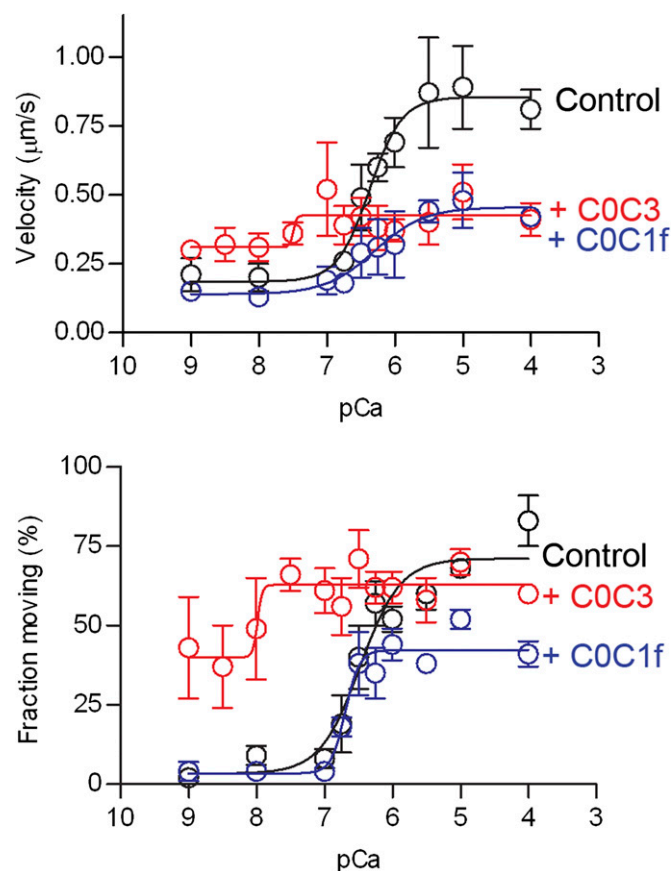 Velocity (μm/s)
1.00
0.75
0.50
0.25
0.00
Control
+ C0C3
+ C0C1f
10 9 8 7 6 5 4 3
pCa
Fraction moving (%)
100
75
50
25
0
Control
+ C0C3
+ C0C1f
10 9 8 7 6 5 4 3
pCa